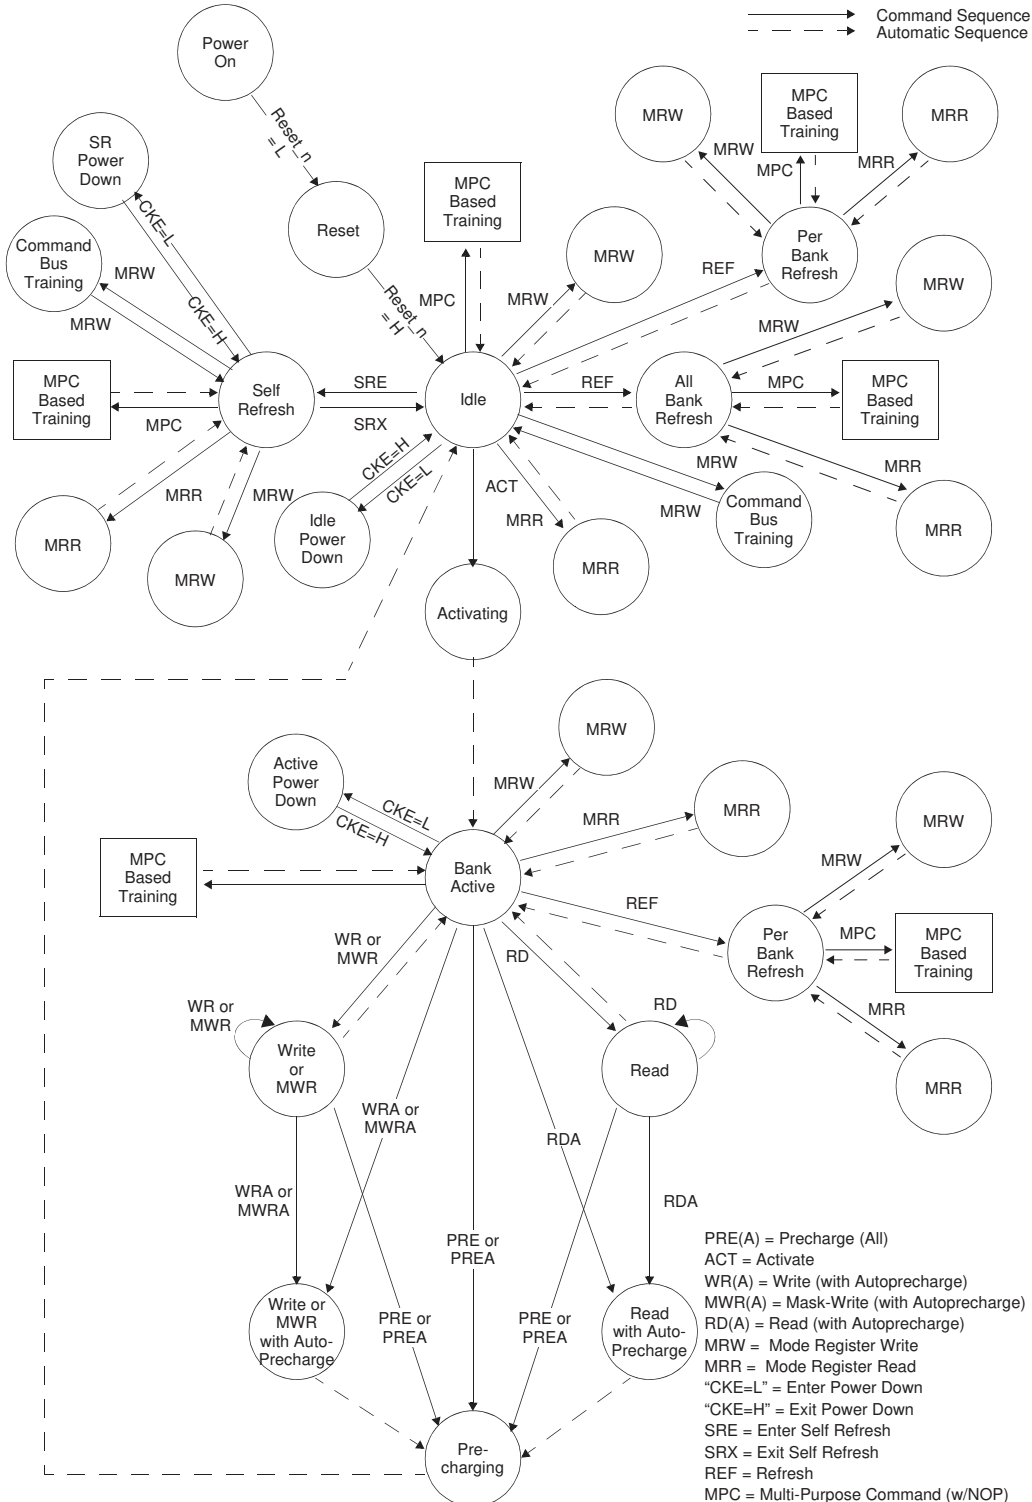 Command Sequence
Automatic Sequence
Power
On
Reset_n
= L
SR
Power
Down
CKE=L
CKE=H
Command
Bus
Training
MRW
MRW
Reset
Reset_n
= H
MPC
Based
Training
MPC
MRW
MRW
MRW
MPC
Based
Training
MRR
MRW
MPC
MRR
Per
Bank
Refresh
REF
MRW
MRW
MPC
Based
Training
MPC
Self
Refresh
SRE
SRX
Idle
REF
All
Bank
Refresh
MPC
MPC
Based
Training
MRR
MRR
MRW
MRW
Command
Bus
Training
MRR
MRR
MRW
MRW
CKE=H
CKE=L
Idle
Power
Down
ACT
MRR
MRR
Activating
Active
Power
Down
CKE=L
CKE=H
MRW
MRW
MRR
MRR
MPC
Based
Training
Bank
Active
REF
Per
Bank
Refresh
MRW
MRW
MPC
MPC
Based
Training
MRR
MRR
WR or
MWR
RD
WR or
MWR
Write
or
MWR
RD
Read
WRA or
MWRA
RDA
WRA or
MWRA
RDA
PRE or
PREA
Write or
MWR
with Auto-
Precharge
PRE or
PREA
PRE or
PREA
Read
with Auto-
Precharge
Pre-
charging
PRE(A) = Precharge (All)
ACT = Activate
WR(A) = Write (with Autoprecharge)
MWR(A) = Mask-Write (with Autoprecharge)
RD(A) = Read (with Autoprecharge)
MRW = Mode Register Write
MRR = Mode Register Read
“CKE=L” = Enter Power Down
“CKE=H” = Exit Power Down
SRE = Enter Self Refresh
SRX = Exit Self Refresh
REF = Refresh
MPC = Multi-Purpose Command (w/NOP)